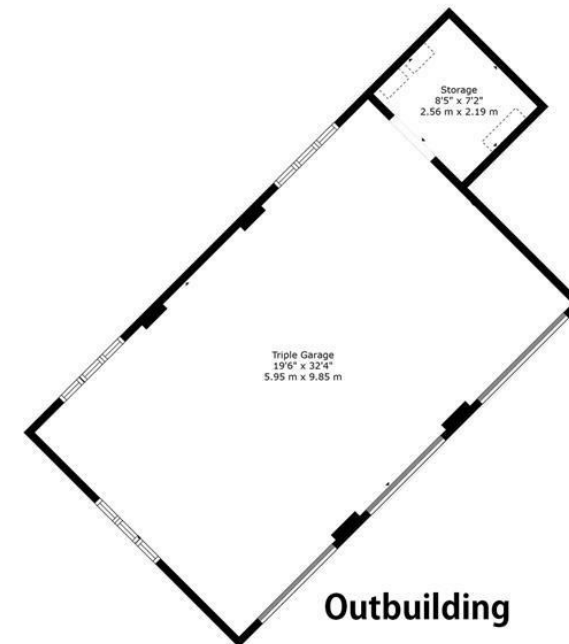 Storage
8'5" x 7'2"
2.56 m x 2.19 m
Triple Garage
19'6" x 32'4"
5.95 m x 9.85 m
Outbuilding